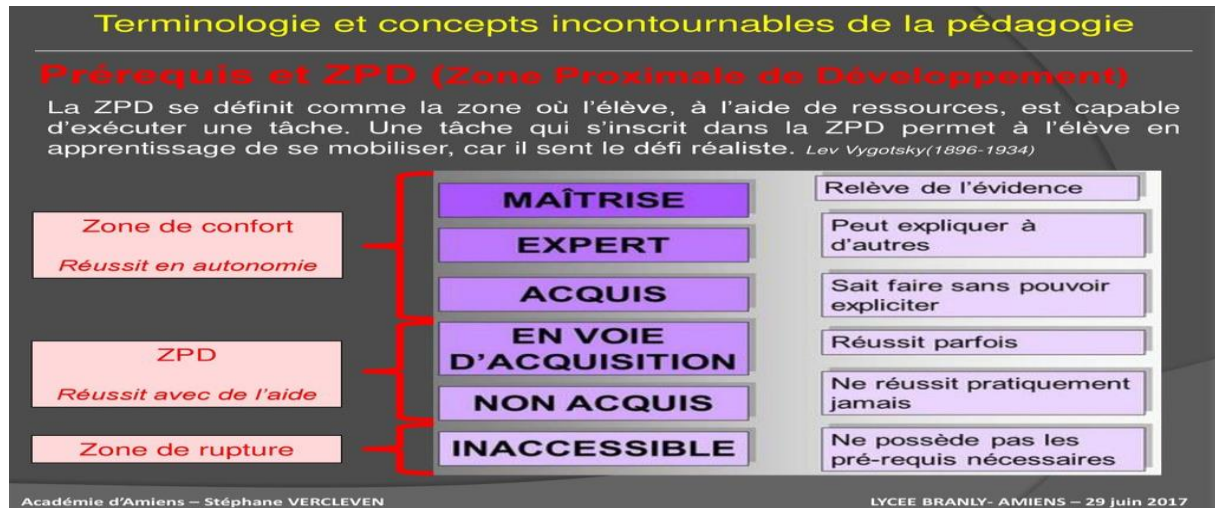 Terminologie et concepts incontournables de la pédagogie
Prérequis et ZPD (Zone Proximale de Développement)
La ZPD se définit comme la zone où l'élève, à l'aide de ressources, est capable
d'exécuter une tâche. Une tâche qui s'inscrit dans la ZPD permet à l'élève en
apprentissage de se mobiliser, car il sent le défi réaliste. Lev Vygotsky(1896-1934)
Zone de confort
Réussit en autonomie
MAÎTRISE
Relève de l'évidence
EXPERT
Peut expliquer à
d'autres
ACQUIS
Sait faire sans pouvoir
expliciter
ZPD
Réussit avec de l'aide
EN VOIE
D'ACQUISITION
Réussit parfois
NON ACQUIS
Ne réussit pratiquement
jamais
Zone de rupture
INACCESSIBLE
Ne possède pas les
pré-requis nécessaires
Académie d'Amiens – Stéphane VERCLEVEN
LYCEE BRANLY- AMIENS – 29 juin 2017